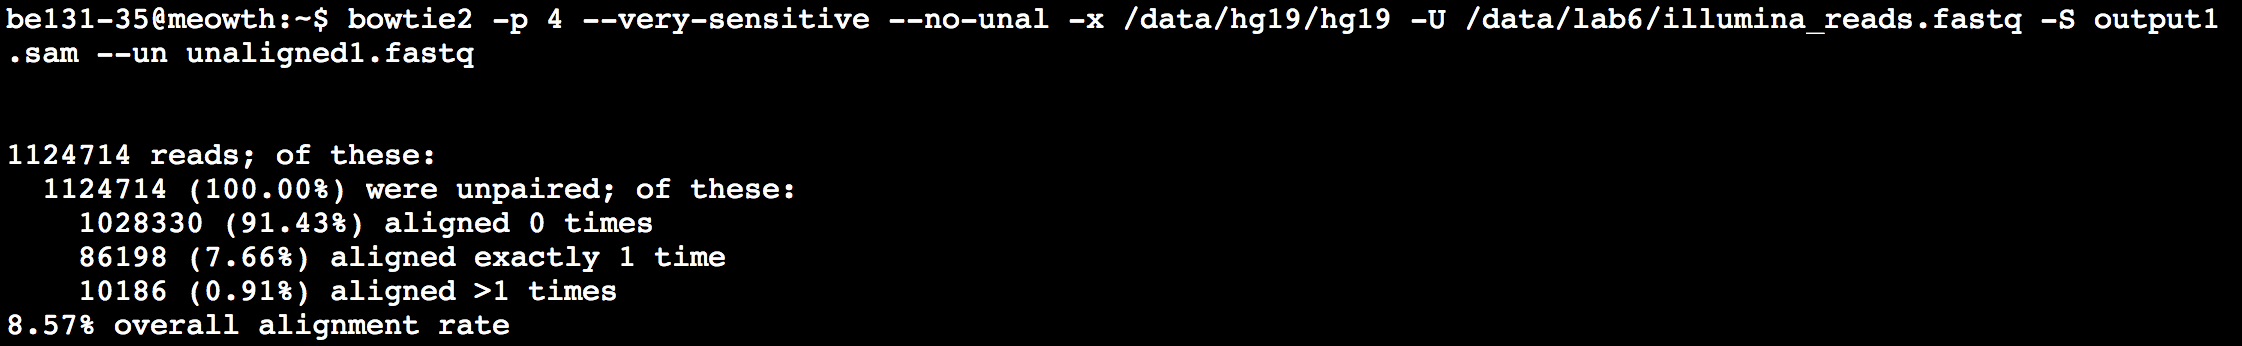 be131-35@meowth:~$ bowtie2 -p 4 --very-sensitive --no-unal -x /data/hg19/hg19 -U /data/lab6/illumina_reads.fastq -S output1
.sam --un unaligned1.fastq
1124714 reads; of these:
  1124714 (100.00%) were unpaired; of these:
    1028330 (91.43%) aligned 0 times
    86198 (7.66%) aligned exactly 1 time
    10186 (0.91%) aligned >1 times
8.57% overall alignment rate